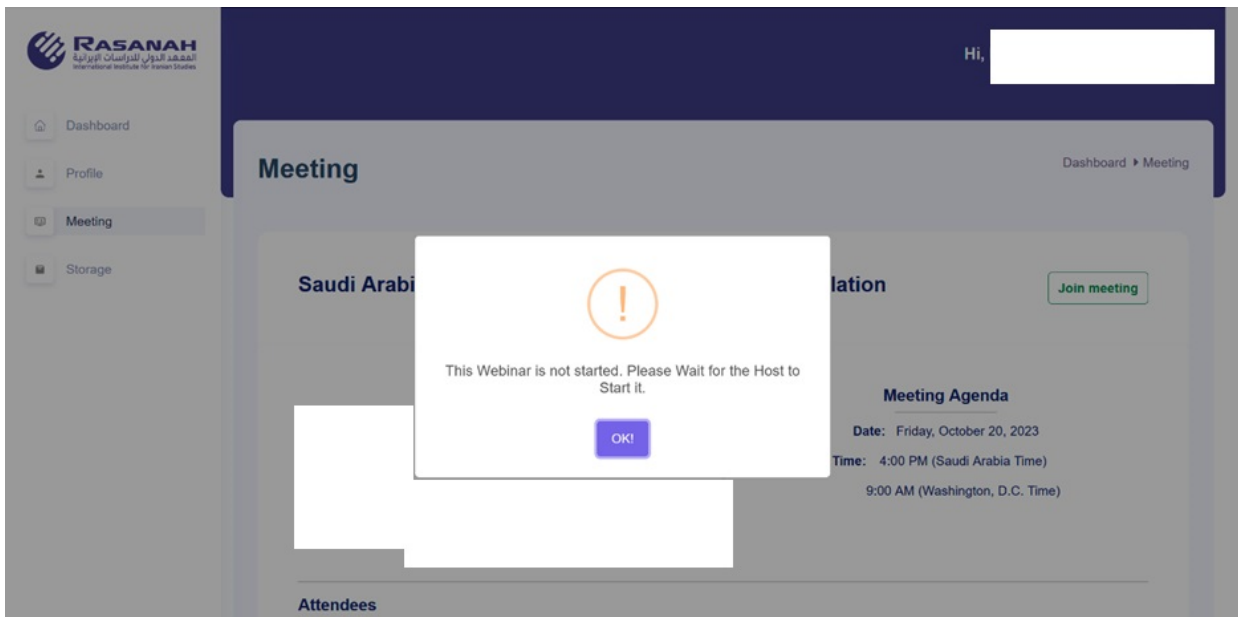 RASANAH
المعهد الدولي للدراسات الإيرانية
International Institute for Iranian Studies
Hi,
Dashboard
Profile
Meeting
Storage
Meeting
Dashboard ▸ Meeting
Saudi Arabi
lation
Join meeting
!
This Webinar is not started. Please Wait for the Host to
Start it.
OK!
Meeting Agenda
Date: Friday, October 20, 2023
Time: 4:00 PM (Saudi Arabia Time)
9:00 AM (Washington, D.C. Time)
Attendees